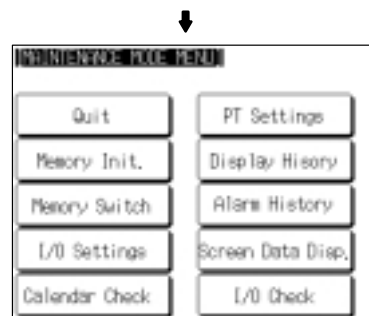 [MAINTENANCE MODE MENU]
Quit
PT Settings
Memory Init.
Display Hisory
Memory Switch
Alarm History
I/O Settings
Screen Data Disp.
Calendar Check
I/O Check